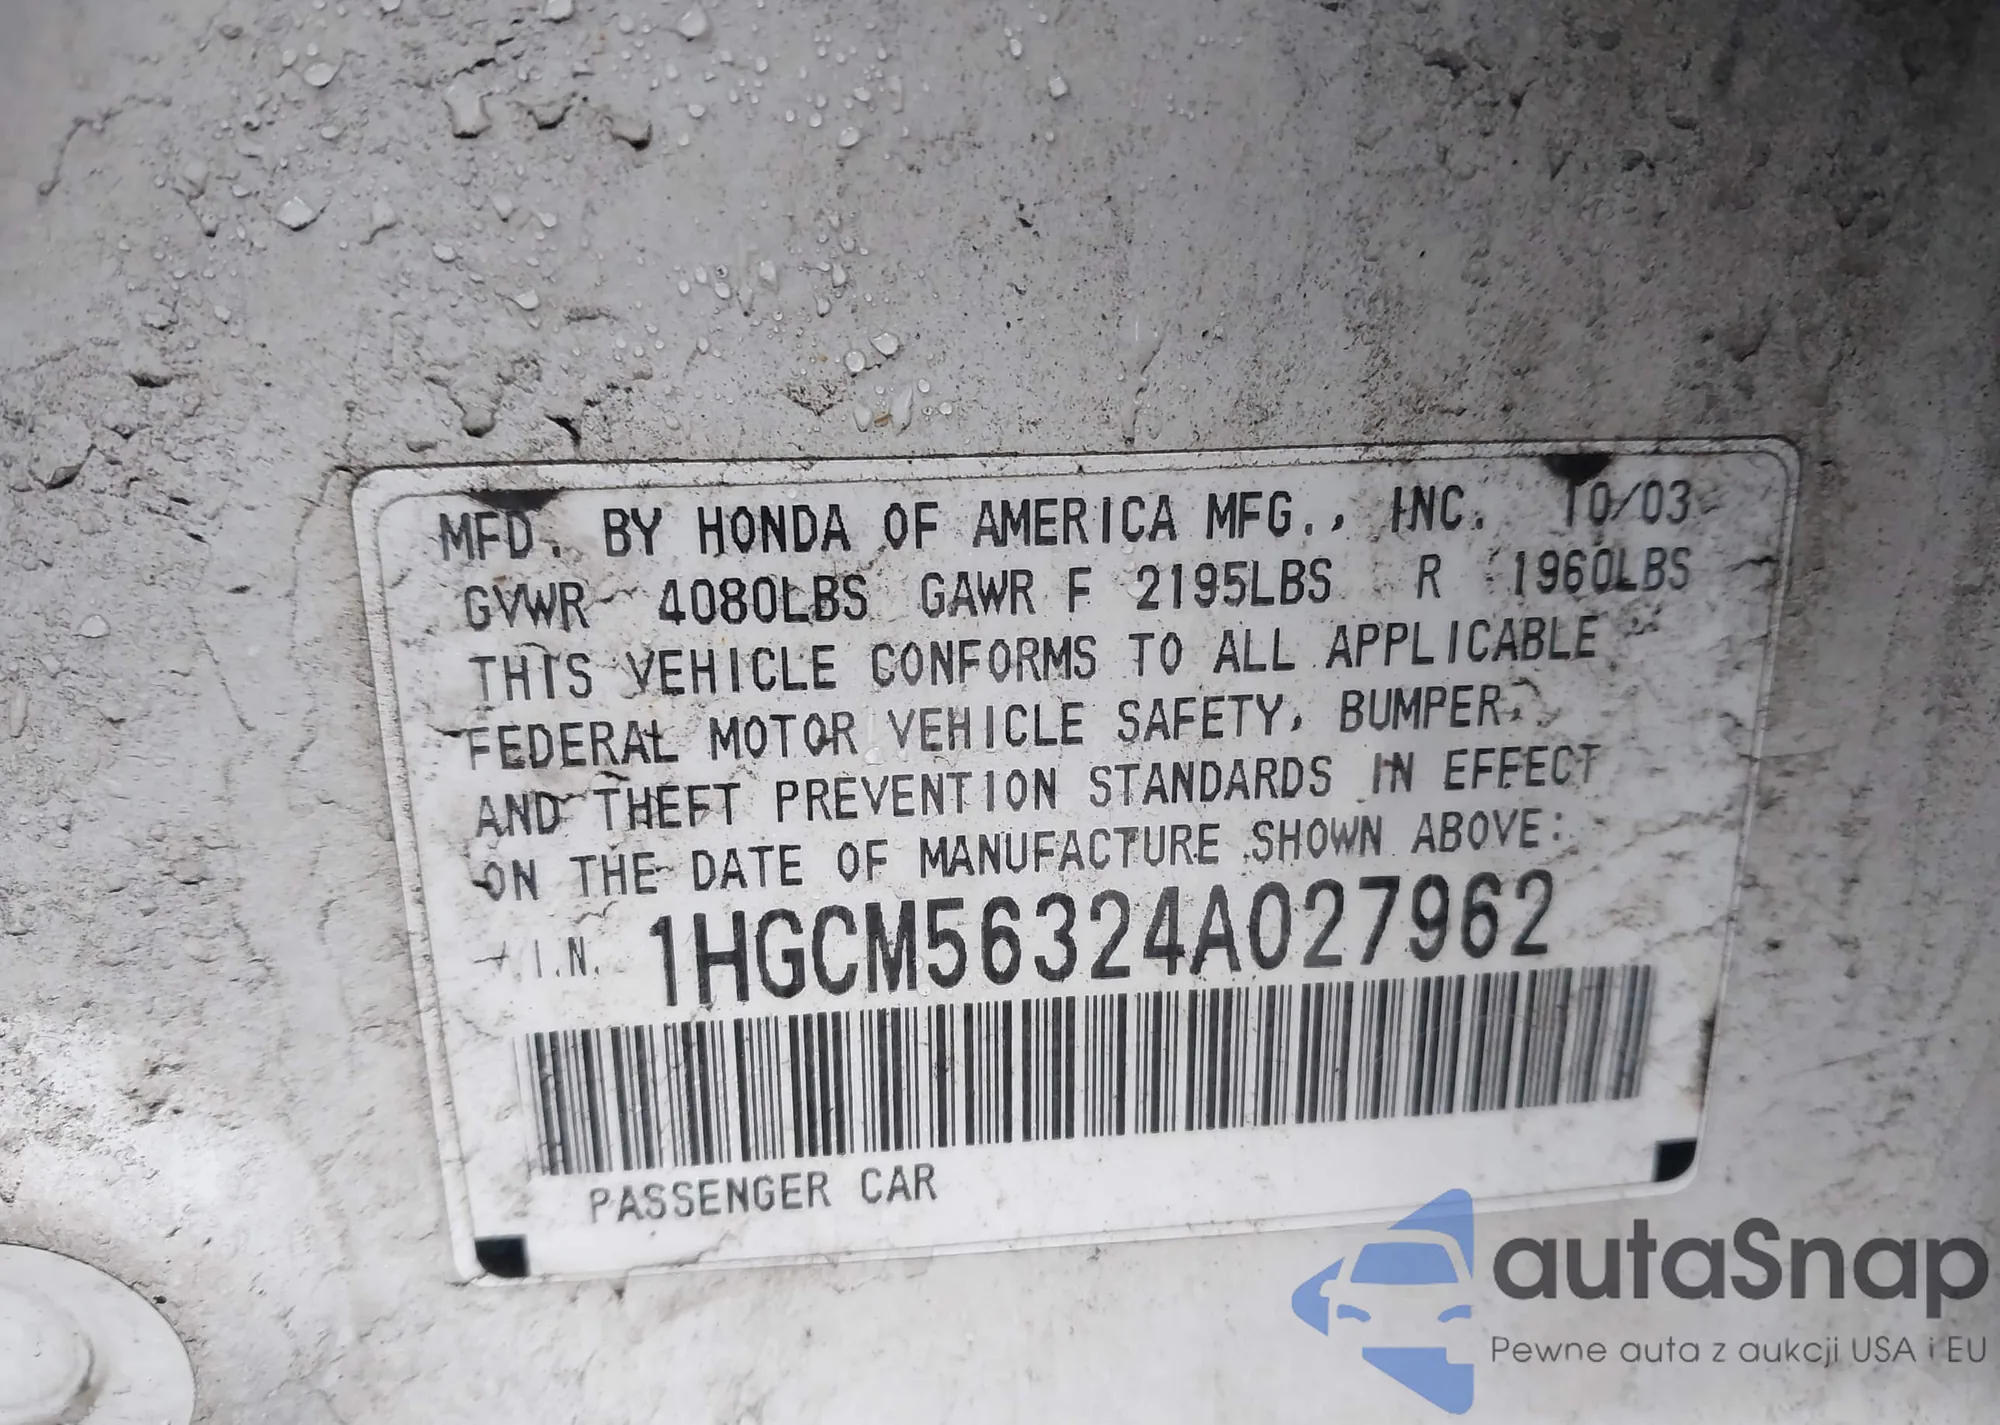 MFD. BY HONDA OF AMERICA MFG., INC. 10/03
GVWR 4080LBS GAWR F 2195LBS R 1960LBS
THIS VEHICLE CONFORMS TO ALL APPLICABLE
FEDERAL MOTOR VEHICLE SAFETY, BUMPER,
AND THEFT PREVENTION STANDARDS IN EFFECT
ON THE DATE OF MANUFACTURE SHOWN ABOVE:
V.I.N. 1HGCM56324A027962
PASSENGER CAR
autaSnap
Pewne auta z aukcji USA i EU